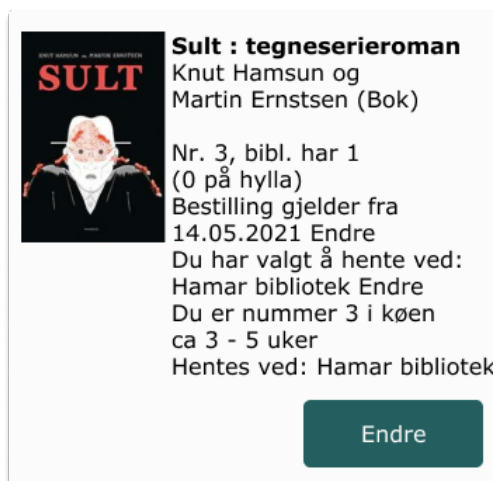 KNUT HAMSUN og MARTIN ERNSTSEN
SULT
Sult : tegneserieroman
Knut Hamsun og
Martin Ernstsen (Bok)
Nr. 3, bibl. har 1
(0 på hylla)
Bestilling gjelder fra
14.05.2021 Endre
Du har valgt å hente ved:
Hamar bibliotek Endre
Du er nummer 3 i køen
ca 3 - 5 uker
Hentes ved: Hamar bibliotek
Endre